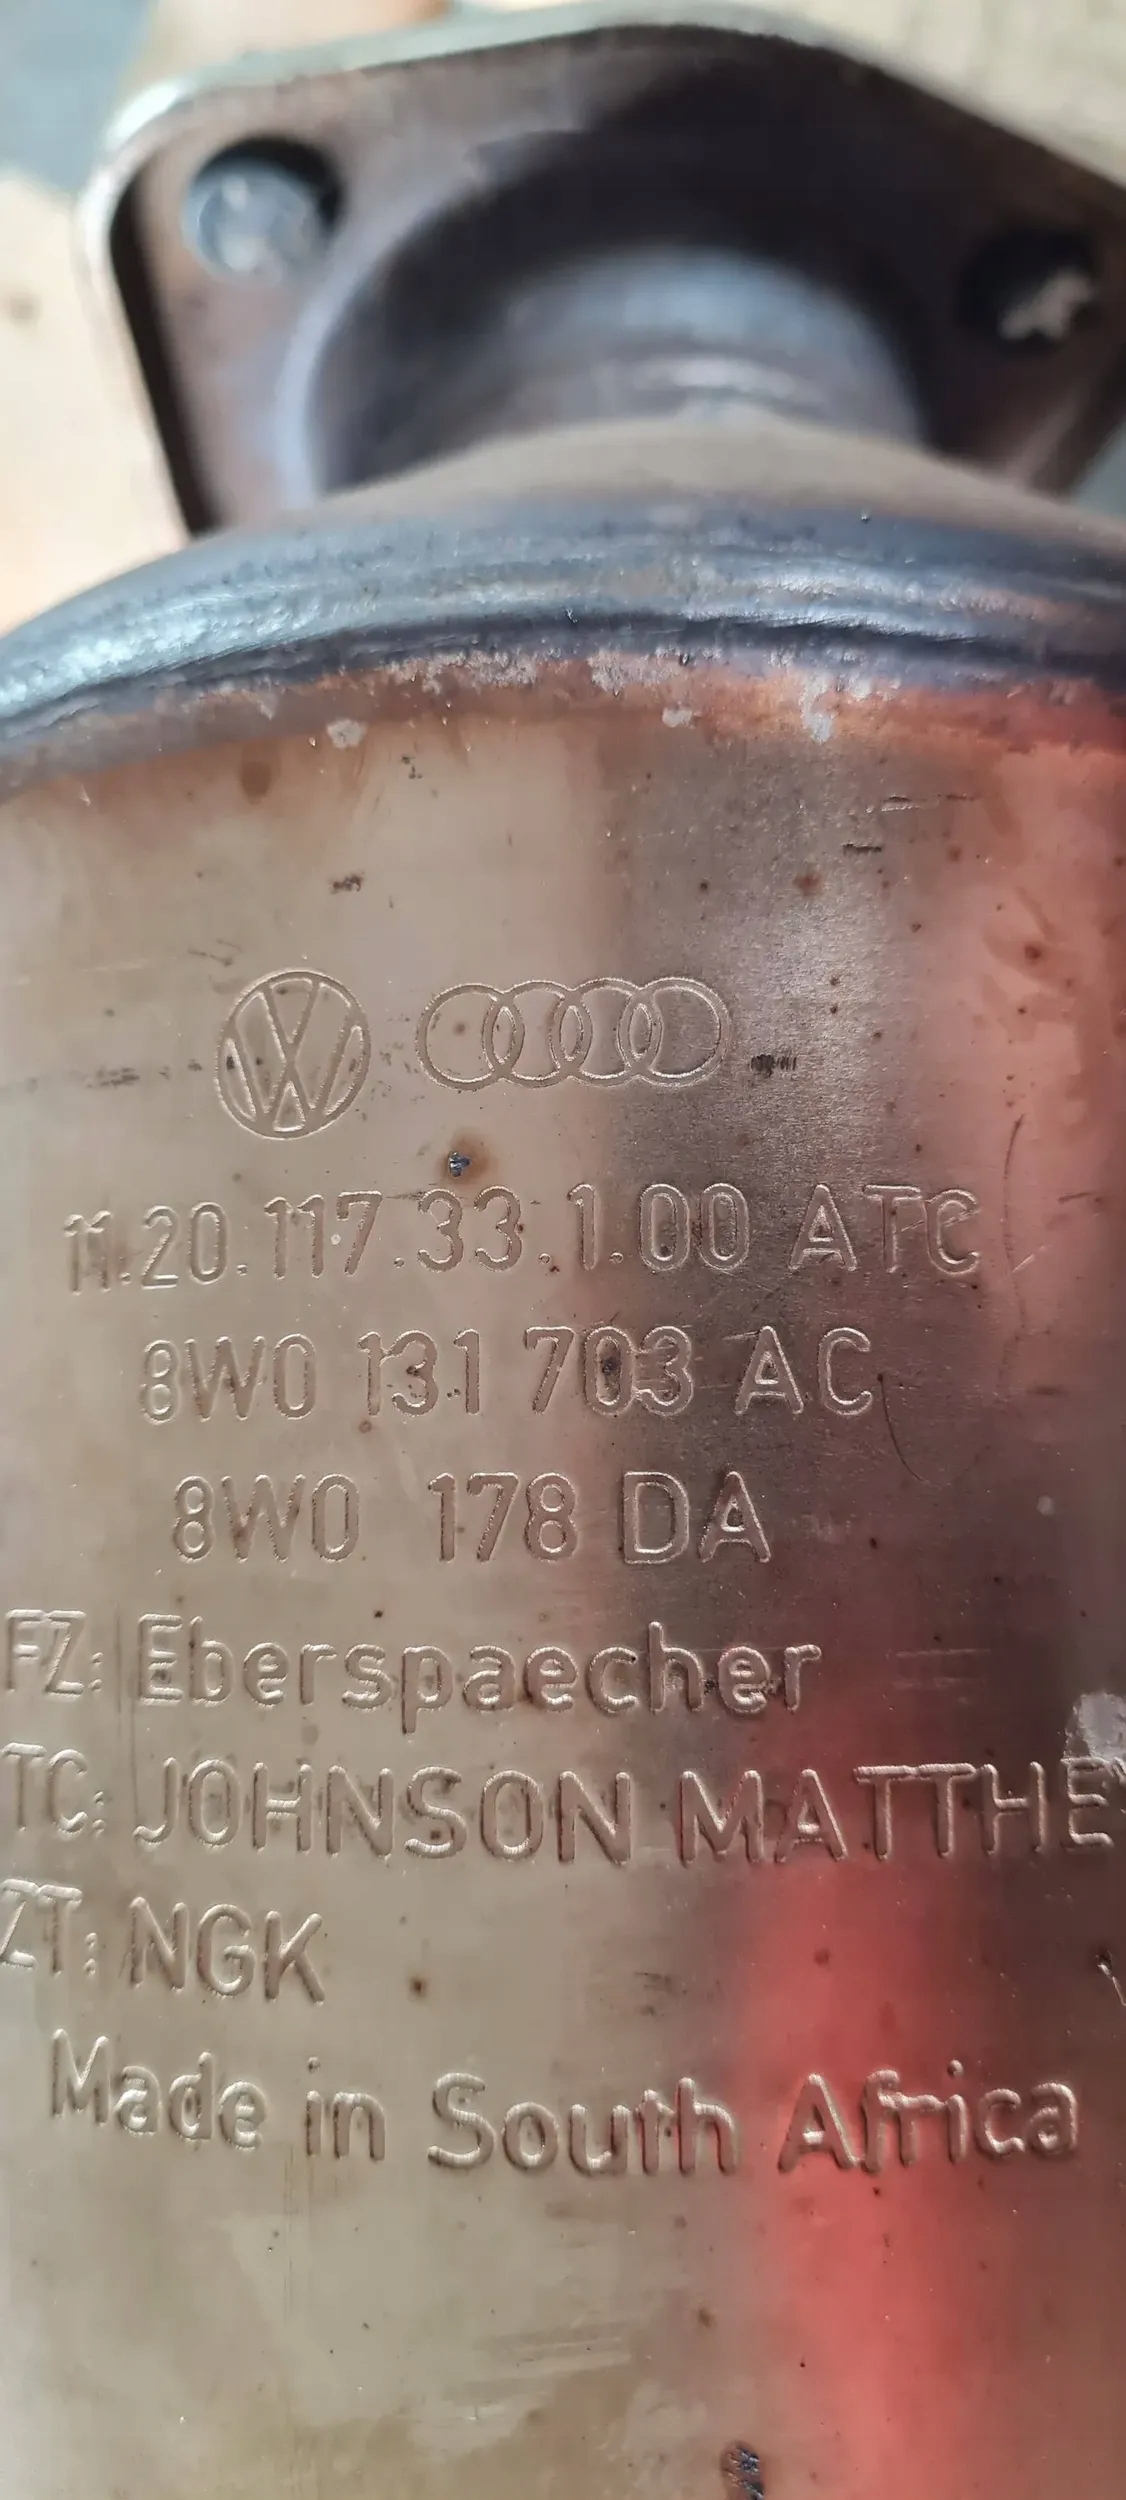 11.20.117.33.1.00 ATC
8W0 131 703 AC
8W0 178 DA
FZ: Eberspaecher
TC: JOHNSON MATTHE
ZT: NGK
Made in South Africa